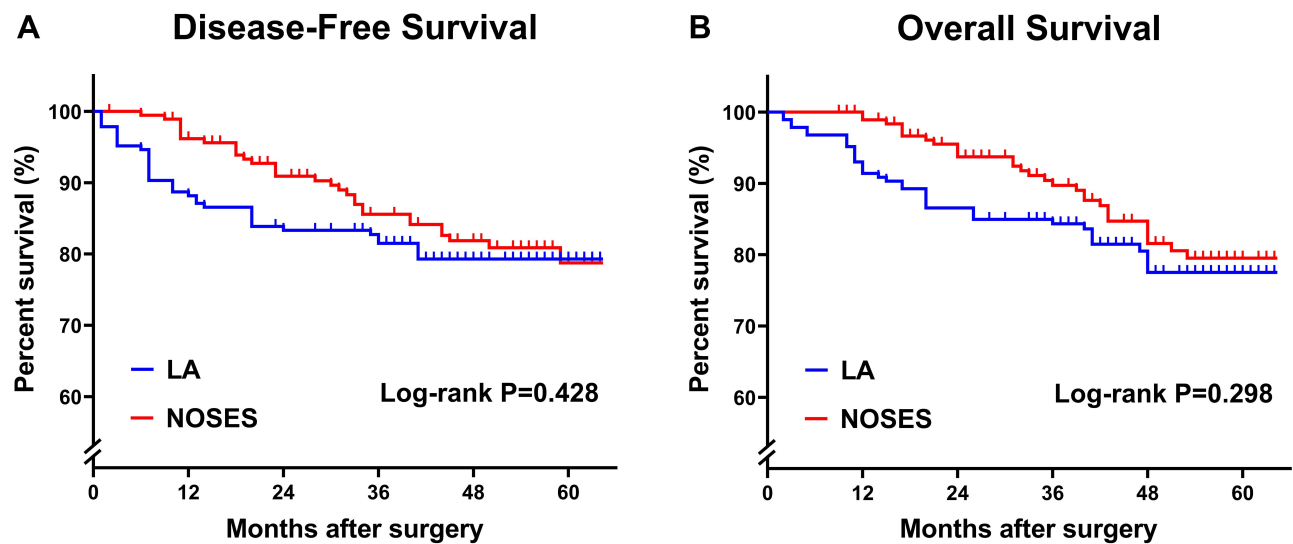 A
Disease-Free Survival
Percent survival (%)
100
90
80
70
60
LA
NOSES
Log-rank P=0.428
0 12 24 36 48 60
Months after surgery
B
Overall Survival
Percent survival (%)
100
90
80
70
60
LA
NOSES
Log-rank P=0.298
0 12 24 36 48 60
Months after surgery